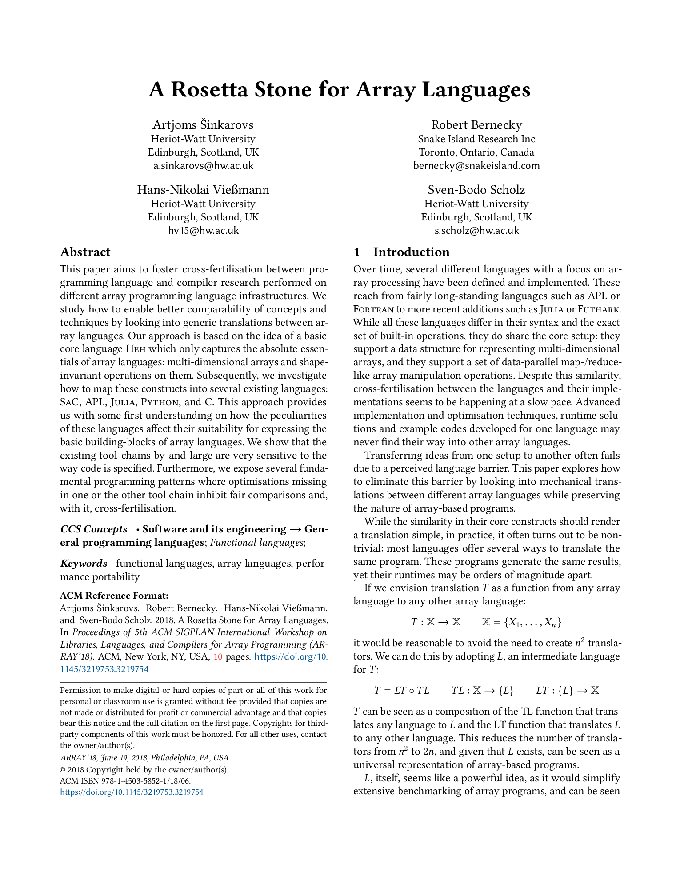 A Rosetta Stone for Array Languages
Artjoms Šinkarovs
Heriot-Watt University
Edinburgh, Scotland, UK
a.sinkarovs@hw.ac.uk
Robert Bernecky
Snake Island Research Inc
Toronto, Ontario, Canada
bernecky@snakeisland.com
Hans-Nikolai Vießmann
Heriot-Watt University
Edinburgh, Scotland, UK
hv15@hw.ac.uk
Sven-Bodo Scholz
Heriot-Watt University
Edinburgh, Scotland, UK
s.scholz@hw.ac.uk
Abstract
This paper aims to foster cross-fertilisation between pro-
gramming language and compiler research performed on
different array programming language infrastructures. We
study how to enable better comparability of concepts and
techniques by looking into generic translations between ar-
ray languages. Our approach is based on the idea of a basic
core language Heh which only captures the absolute essen-
tials of array languages: multi-dimensional arrays and shape-
invariant operations on them. Subsequently, we investigate
how to map these constructs into several existing languages:
SaC, APL, Julia, Python, and C. This approach provides
us with some first understanding on how the peculiarities
of these languages affect their suitability for expressing the
basic building-blocks of array languages. We show that the
existing tool-chains by-and-large are very sensitive to the
way code is specified. Furthermore, we expose several funda-
mental programming patterns where optimisations missing
in one or the other tool chain inhibit fair comparisons and,
with it, cross-fertilisation.
CCS Concepts • Software and its engineering → Gen-
eral programming languages; Functional languages;
Keywords functional languages, array languages, perfor-
mance portability
ACM Reference Format:
Artjoms Šinkarovs, Robert Bernecky, Hans-Nikolai Vießmann,
and Sven-Bodo Scholz. 2018. A Rosetta Stone for Array Languages.
In Proceedings of 5th ACM SIGPLAN International Workshop on
Libraries, Languages, and Compilers for Array Programming (AR-
RAY'18). ACM, New York, NY, USA, 10 pages. https://doi.org/10.
1145/3219753.3219754
Permission to make digital or hard copies of part or all of this work for
personal or classroom use is granted without fee provided that copies are
not made or distributed for profit or commercial advantage and that copies
bear this notice and the full citation on the first page. Copyrights for third-
party components of this work must be honored. For all other uses, contact
the owner/author(s).
ARRAY'18, June 19, 2018, Philadelphia, PA, USA
© 2018 Copyright held by the owner/author(s).
ACM ISBN 978-1-4503-5852-1/18/06.
https://doi.org/10.1145/3219753.3219754
1 Introduction
Over time, several different languages with a focus on ar-
ray processing have been defined and implemented. These
reach from fairly long-standing languages such as APL or
Fortran to more recent additions such as Julia or Futhark.
While all these languages differ in their syntax and the exact
set of built-in operations, they do share the core setup: they
support a data structure for representing multi-dimensional
arrays, and they support a set of data-parallel map-/reduce-
like array manipulation operations. Despite this similarity,
cross-fertilisation between the languages and their imple-
mentations seems to be happening at a slow pace. Advanced
implementation and optimisation techniques, runtime solu-
tions and example codes developed for one language may
never find their way into other array languages.
Transferring ideas from one setup to another often fails
due to a perceived language barrier. This paper explores how
to eliminate this barrier by looking into mechanical trans-
lations between different array languages while preserving
the nature of array-based programs.
While the similarity in their core constructs should render
a translation simple, in practice, it often turns out to be non-
trivial: most languages offer several ways to translate the
same program. These programs generate the same results,
yet their runtimes may be orders of magnitude apart.
If we envision translation T as a function from any array
language to any other array language:
T : 𝕏 → 𝕏 𝕏 = {X₁, . . . , Xₙ}
it would be reasonable to avoid the need to create n² transla-
tors. We can do this by adopting L, an intermediate language
for T:
T = LT ∘ TL TL : 𝕏 → {L} LT : {L} → 𝕏
T can be seen as a composition of the TL function that trans-
lates any language to L and the LT function that translates L
to any other language. This reduces the number of transla-
tors from n² to 2n, and given that L exists, can be seen as a
universal representation of array-based programs.
L, itself, seems like a powerful idea, as it would simplify
extensive benchmarking of array programs, and can be seen